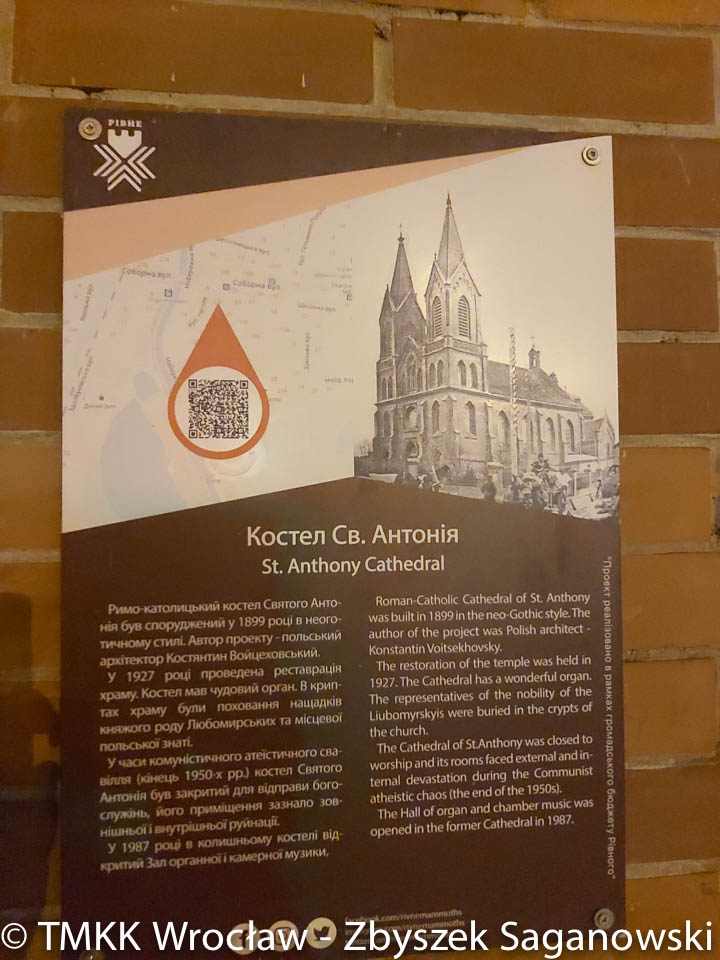 РІВНЕ
Соборна вул.
Соборна вул.
Шкільна вул.
Костел Св. Антонія
St. Anthony Cathedral
Римо-католицький костел Святого Анто-
нія був споруджений у 1899 році в неого-
тичному стилі. Автор проекту - польський
архітектор Костянтин Войцеховський.
У 1927 році проведена реставрація
храму. Костел мав чудовий орган. В крип-
тах храму були поховання нащадків
княжого роду Любомирських та місцевої
польської знаті.
У часи комуністичного атеїстичного сва-
вілля (кінець 1950-х рр.) костел Святого
Антонія був закритий для відправи бого-
служінь, його приміщення зазнало зов-
нішньої і внутрішньої руйнації.
У 1987 році в колишньому костелі від-
критий Зал органної і камерної музики.
Roman-Catholic Cathedral of St. Anthony
was built in 1899 in the neo-Gothic style. The
author of the project was Polish architect -
Konstantin Voitsekhovsky.
The restoration of the temple was held in
1927. The Cathedral has a wonderful organ.
The representatives of the nobility of the
Liubomyrskyis were buried in the crypts of
the church.
The Cathedral of St.Anthony was closed to
worship and its rooms faced external and in-
ternal devastation during the Communist
atheistic chaos (the end of the 1950s).
The Hall of organ and chamber music was
opened in the former Cathedral in 1987.
"Проект реалізовано в рамках громадського бюджету Рівного"
facebook.com/rivnemammoths
© TMKK Wrocław - Zbyszek Saganowski